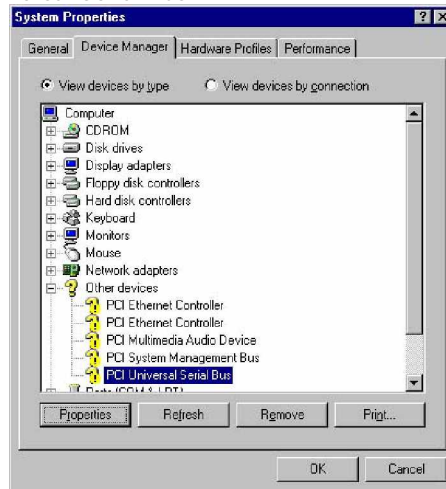 System Properties
General Device Manager Hardware Profiles Performance
View devices by type View devices by connection
Computer
CDROM
Disk drives
Display adapters
Floppy disk controllers
Hard disk controllers
Keyboard
Monitors
Mouse
Network adapters
Other devices
PCI Ethernet Controller
PCI Ethernet Controller
PCI Multimedia Audio Device
PCI System Management Bus
PCI Universal Serial Bus
Ports (COM & LPT)
Properties Refresh Remove Print...
OK Cancel